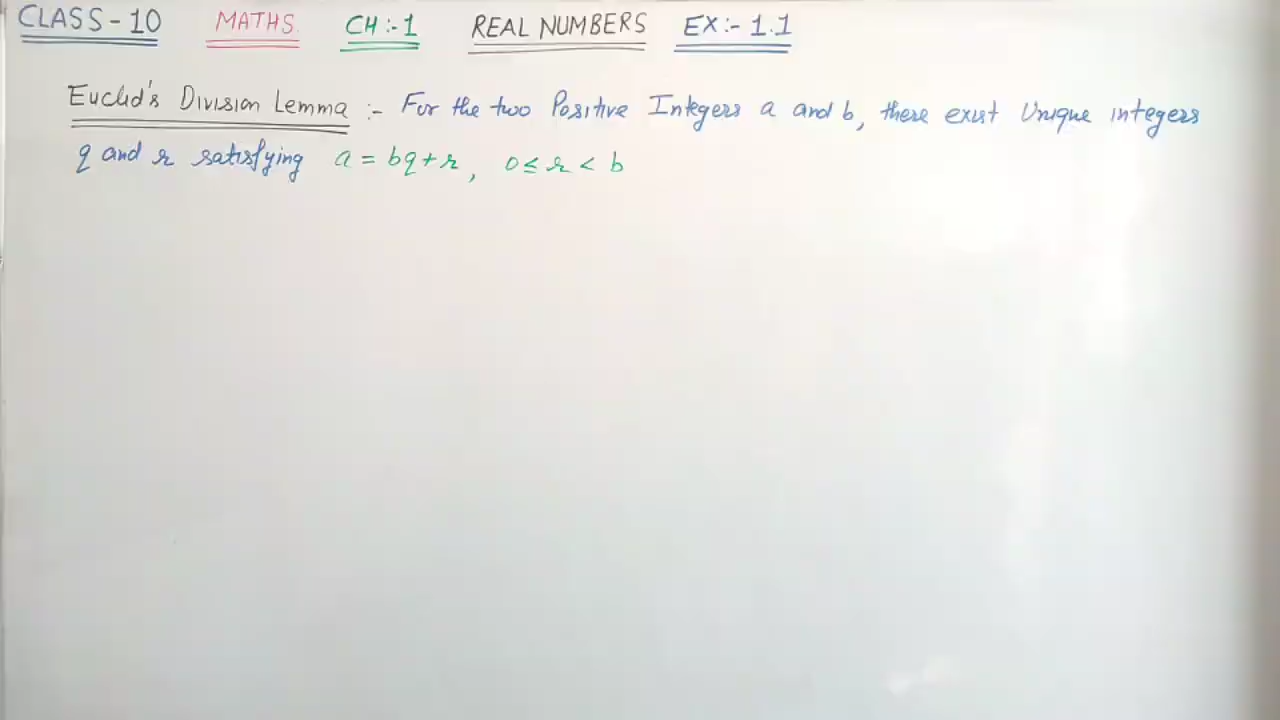 CLASS - 10 MATHS. CH :- 1 REAL NUMBERS EX :- 1.1
Euclid's Division Lemma :- For the two Positive Integers a and b, there exist Unique integers
q and r satisfying a = bq + r, 0 ≤ r < b